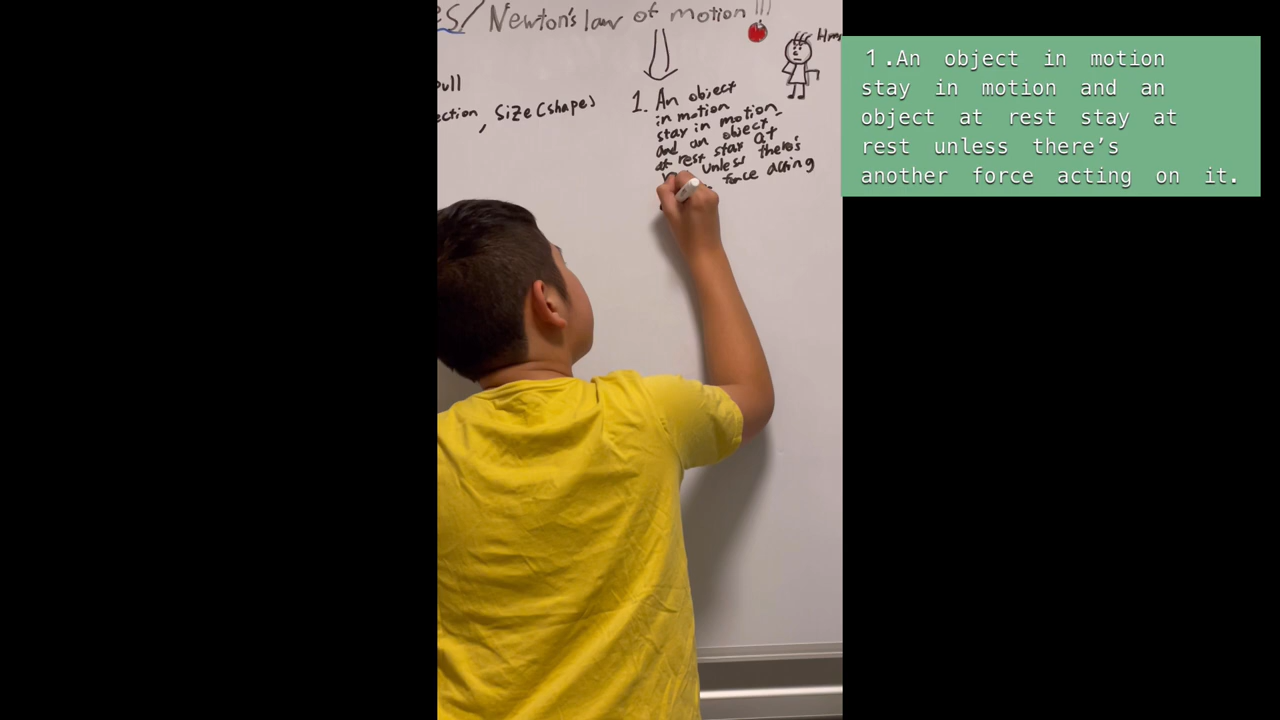 ES/ Newton's law of motion !!!
Hm
pull
ection, Size (shape)
1. An object
in motion
stay in motion
and an object
at rest stay at
unless there's
force acting
1.An object in motion
stay in motion and an
object at rest stay at
rest unless there's
another force acting on it.